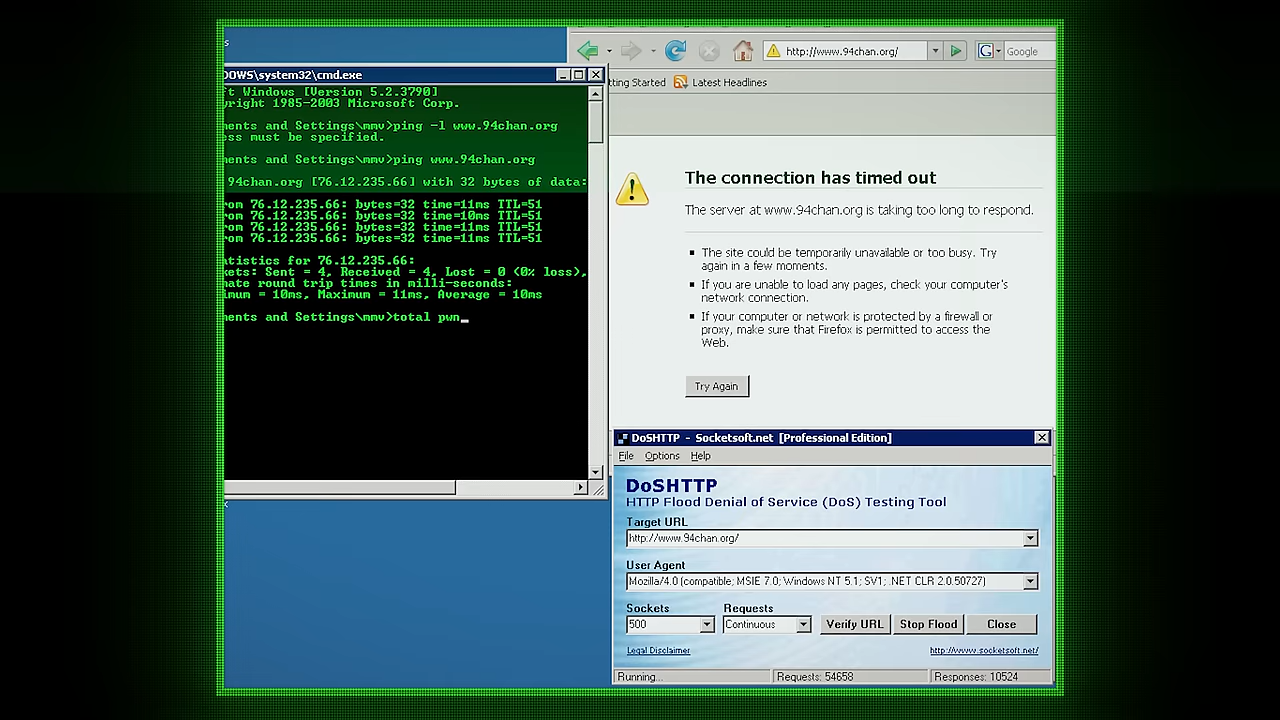 s
DOWS\system32\cmd.exe
ft Windows [Version 5.2.3790]
yright 1985-2003 Microsoft Corp.
ments and Settings\mmv>ping -l www.94chan.org
ess must be specified.
ments and Settings\mmv>ping www.94chan.org
94chan.org [76.12.235.66] with 32 bytes of data:
rom 76.12.235.66: bytes=32 time=11ms TTL=51
rom 76.12.235.66: bytes=32 time=10ms TTL=51
rom 76.12.235.66: bytes=32 time=11ms TTL=51
rom 76.12.235.66: bytes=32 time=11ms TTL=51
atistics for 76.12.235.66:
kets: Sent = 4, Received = 4, Lost = 0 (0% loss),
mate round trip times in milli-seconds:
imum = 10ms, Maximum = 11ms, Average = 10ms
ments and Settings\mmv>total pwn_
http://www.94chan.org/
G
Google
tting Started
Latest Headlines
The connection has timed out
The server at www.94chan.org is taking too long to respond.
The site could be temporarily unavailable or too busy. Try
again in a few moments.
If you are unable to load any pages, check your computer's
network connection.
If your computer or network is protected by a firewall or
proxy, make sure that Firefox is permitted to access the
Web.
Try Again
DoSHTTP - Socketsoft.net [Professional Edition]
File Options Help
DoSHTTP
HTTP Flood Denial of Service (DoS) Testing Tool
Target URL
http://www.94chan.org/
User Agent
Mozilla/4.0 (compatible; MSIE 7.0; Windows NT 5.1; SV1; .NET CLR 2.0.50727)
Sockets Requests
500 Continuous Verify URL Stop Flood Close
Legal Disclaimer http://www.socketsoft.net/
Running... Requests: 54658 Responses: 10524